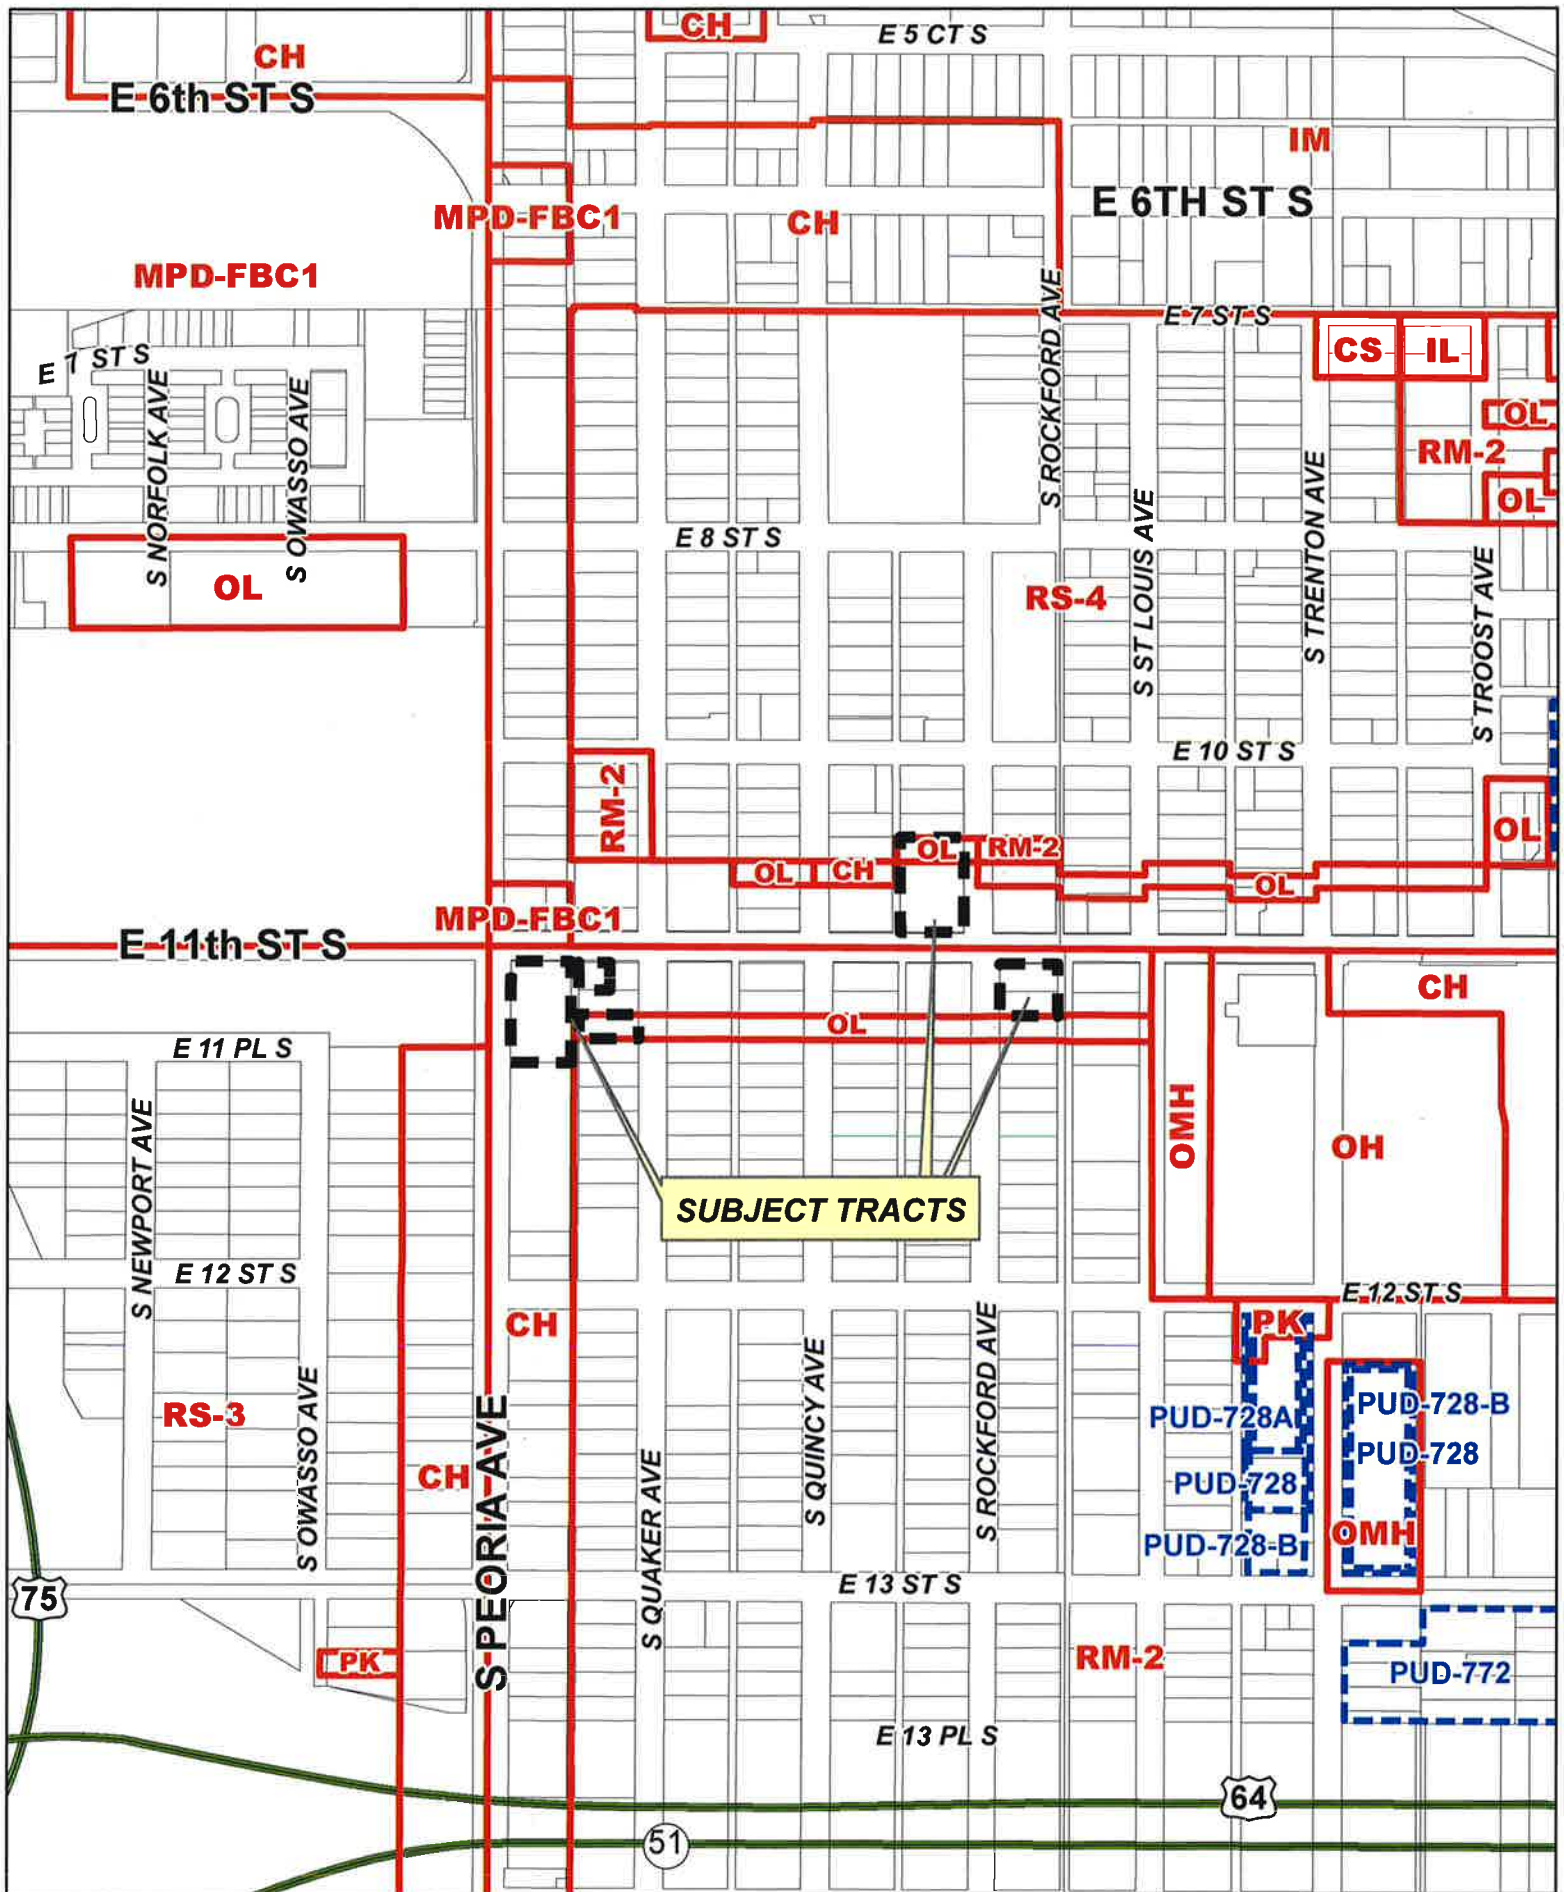 CH
E 5 CT S
CH
E 6th ST S
IM
E 6TH ST S
MPD-FBC1
CH
MPD-FBC1
E 7 ST S
CS
IL
E 7 ST S
S NORFOLK AVE
S OWASSO AVE
S ROCKFORD AVE
OL
RM-2
OL
S ST LOUIS AVE
S TRENTON AVE
E 8 ST S
OL
RS-4
S TROOST AVE
E 10 ST S
RM-2
OL
OL
RM-2
OL
CH
OL
MPD-FBC1
E 11th ST S
CH
OL
E 11 PL S
S NEWPORT AVE
OMH
OH
SUBJECT TRACTS
E 12 ST S
E 12 ST S
CH
PK
S QUINCY AVE
S ROCKFORD AVE
RS-3
S OWASSO AVE
PUD-728A
PUD-728-B
PUD-728
CH
S PEORIA AVE
S QUAKER AVE
PUD-728
OMH
PUD-728-B
E 13 ST S
75
PK
RM-2
PUD-772
E 13 PL S
64
51